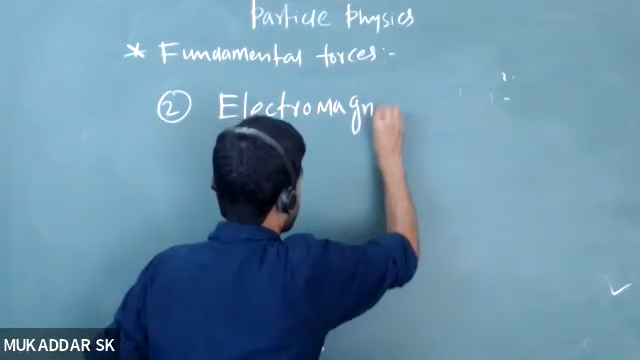 Particle Physics
* Fundamental forces:-
② Electromagn
MUKADDAR SK